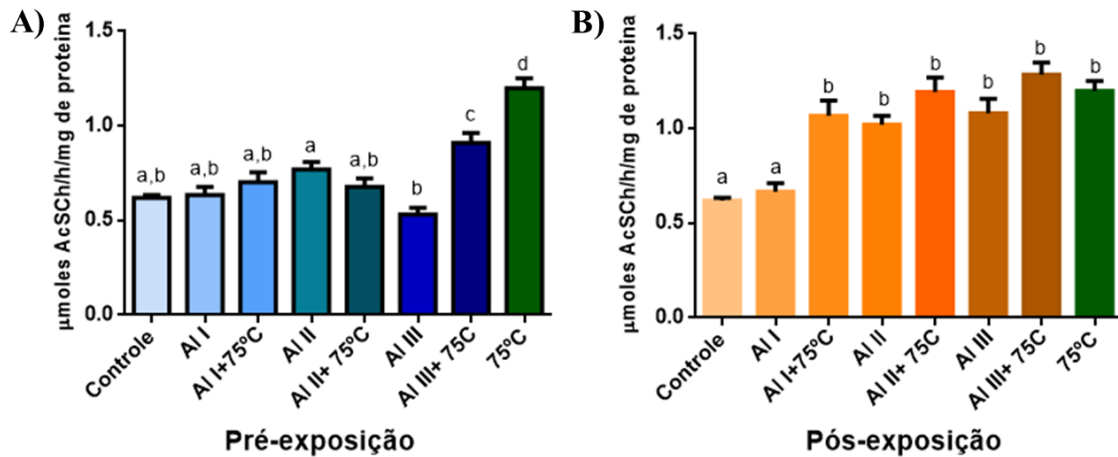 A)
µmoles AcSCh/h/mg de proteina
1.5
1.0
0.5
0.0
a,b
a,b
a,b
a
a,b
b
c
d
Controle
Al I
Al I+75ºC
Al II
Al II+ 75ºC
Al III
Al III+ 75C
75ºC
Pré-exposição
B)
µmoles AcSCh/h/mg de proteina
1.5
1.0
0.5
0.0
a
a
b
b
b
b
b
b
Controle
Al I
Al I+75ºC
Al II
Al II+ 75C
Al III
Al III+ 75C
75ºC
Pós-exposição